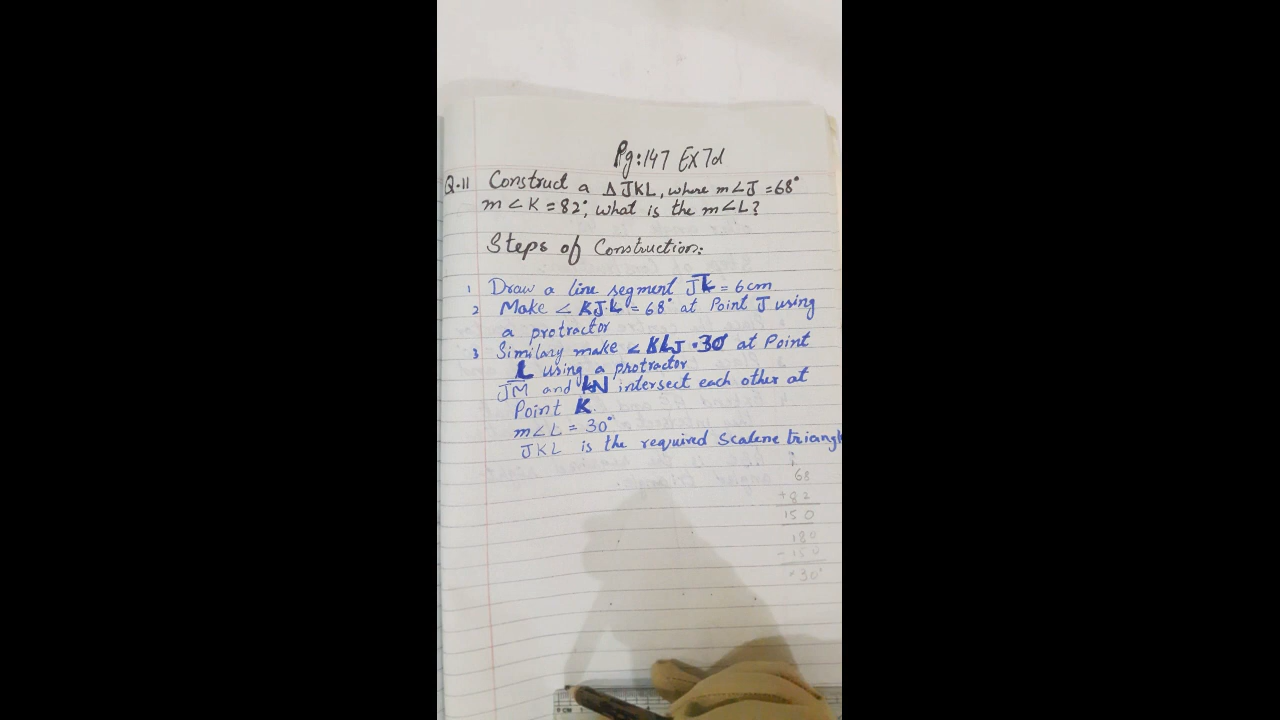 Pg:147 Ex7d
Q.11 Construct a ∆ JKL, where m∠J = 68°
m∠K = 82°, what is the m∠L?
Steps of Construction:
1 Draw a line segment JL = 6cm
2 Make ∠ KJL = 68° at Point J using
a protractor
3 Similary make ∠ KLJ = 30° at Point
L using a protractor
JM and LN intersect each other at
Point K.
m∠L = 30°
JKL is the required Scalene triangle
1
68
+82
150
180
-150
30°